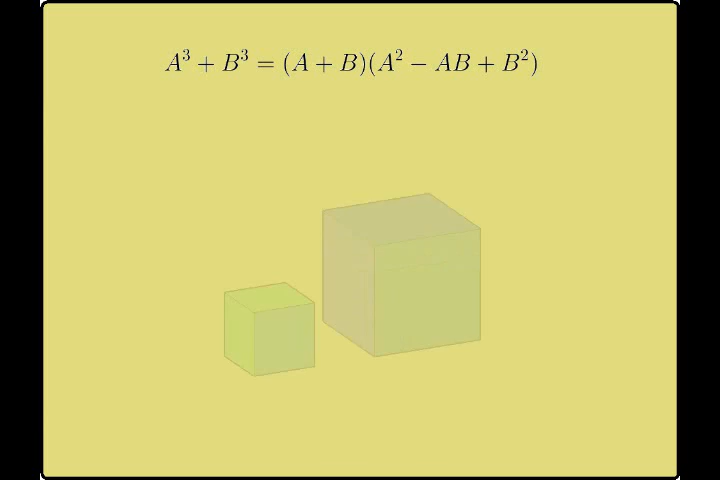 A³ + B³ = (A + B)(A² − AB + B²)